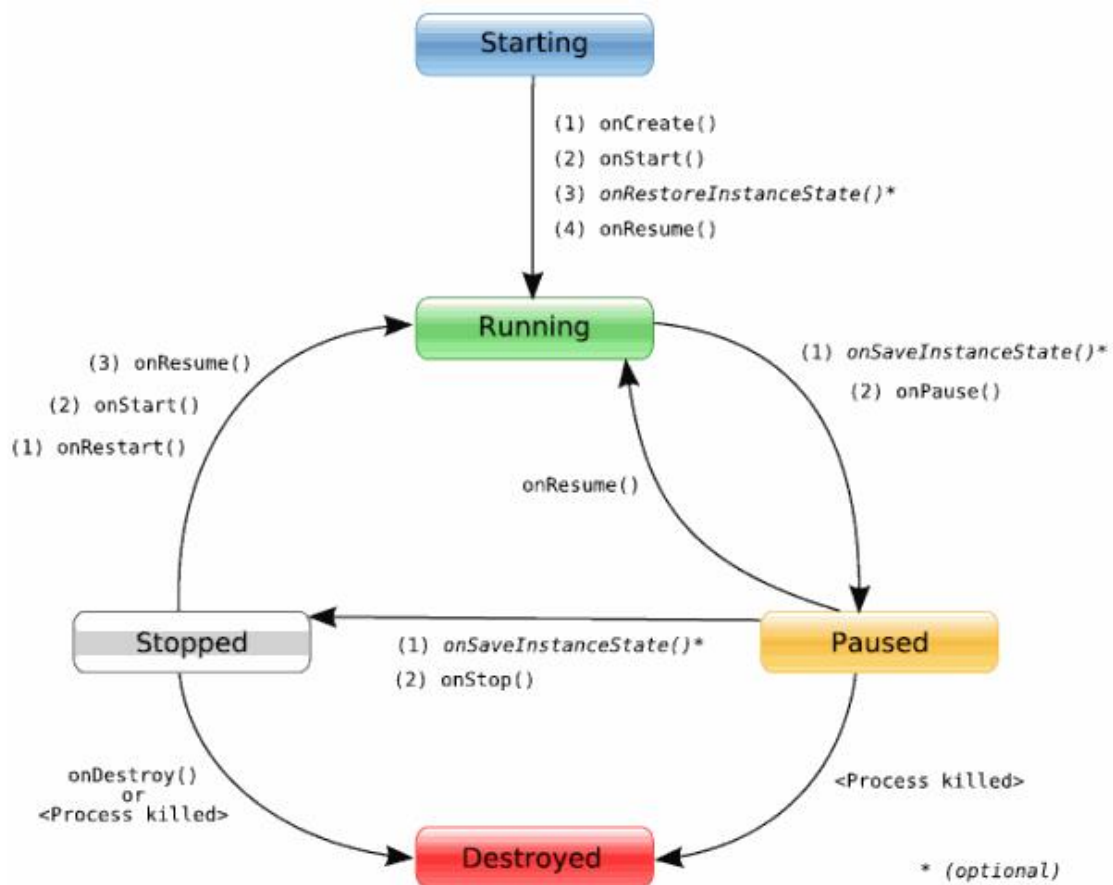 Starting
(1) onCreate()
(2) onStart()
(3) onRestoreInstanceState()*
(4) onResume()
Running
(3) onResume()
(2) onStart()
(1) onRestart()
(1) onSaveInstanceState()*
(2) onPause()
onResume()
Stopped
(1) onSaveInstanceState()*
(2) onStop()
Paused
onDestroy()
or
<Process killed>
<Process killed>
Destroyed
* (optional)